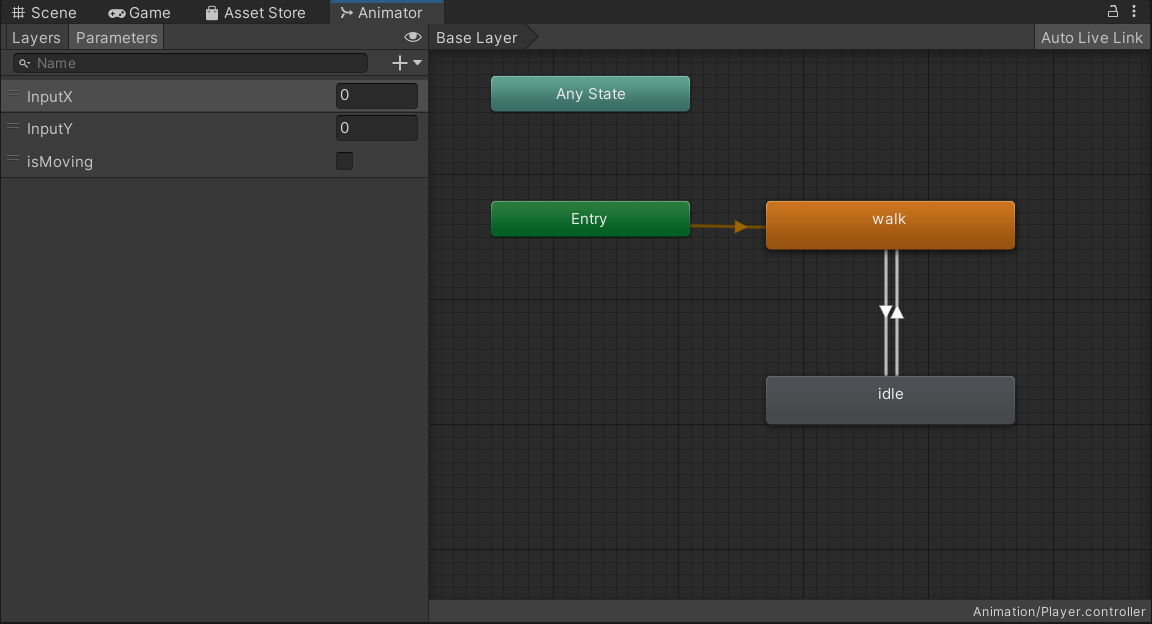 Scene Game Asset Store Animator
Layers Parameters Base Layer Auto Live Link
Name
InputX 0
InputY 0
isMoving
Any State
Entry
walk
idle
Animation/Player.controller